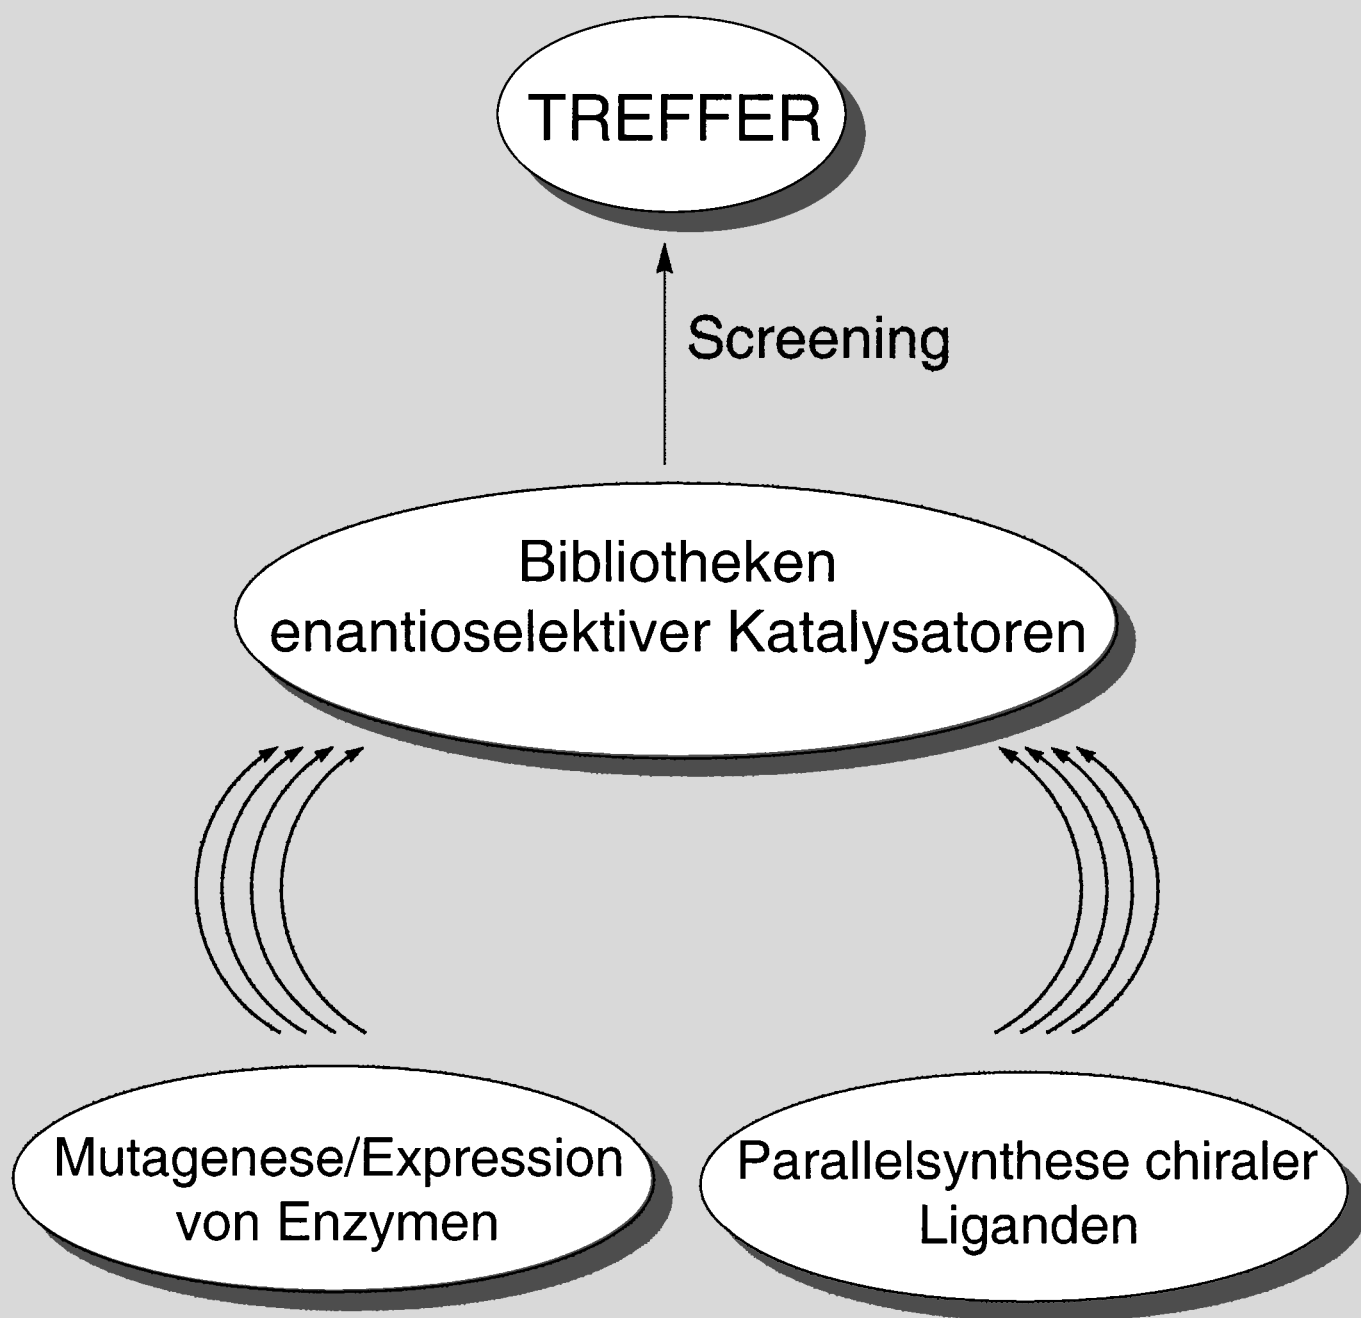 TREFFER
Screening
Bibliotheken
enantioselektiver Katalysatoren
Mutagenese/Expression
von Enzymen
Parallelsynthese chiraler
Liganden